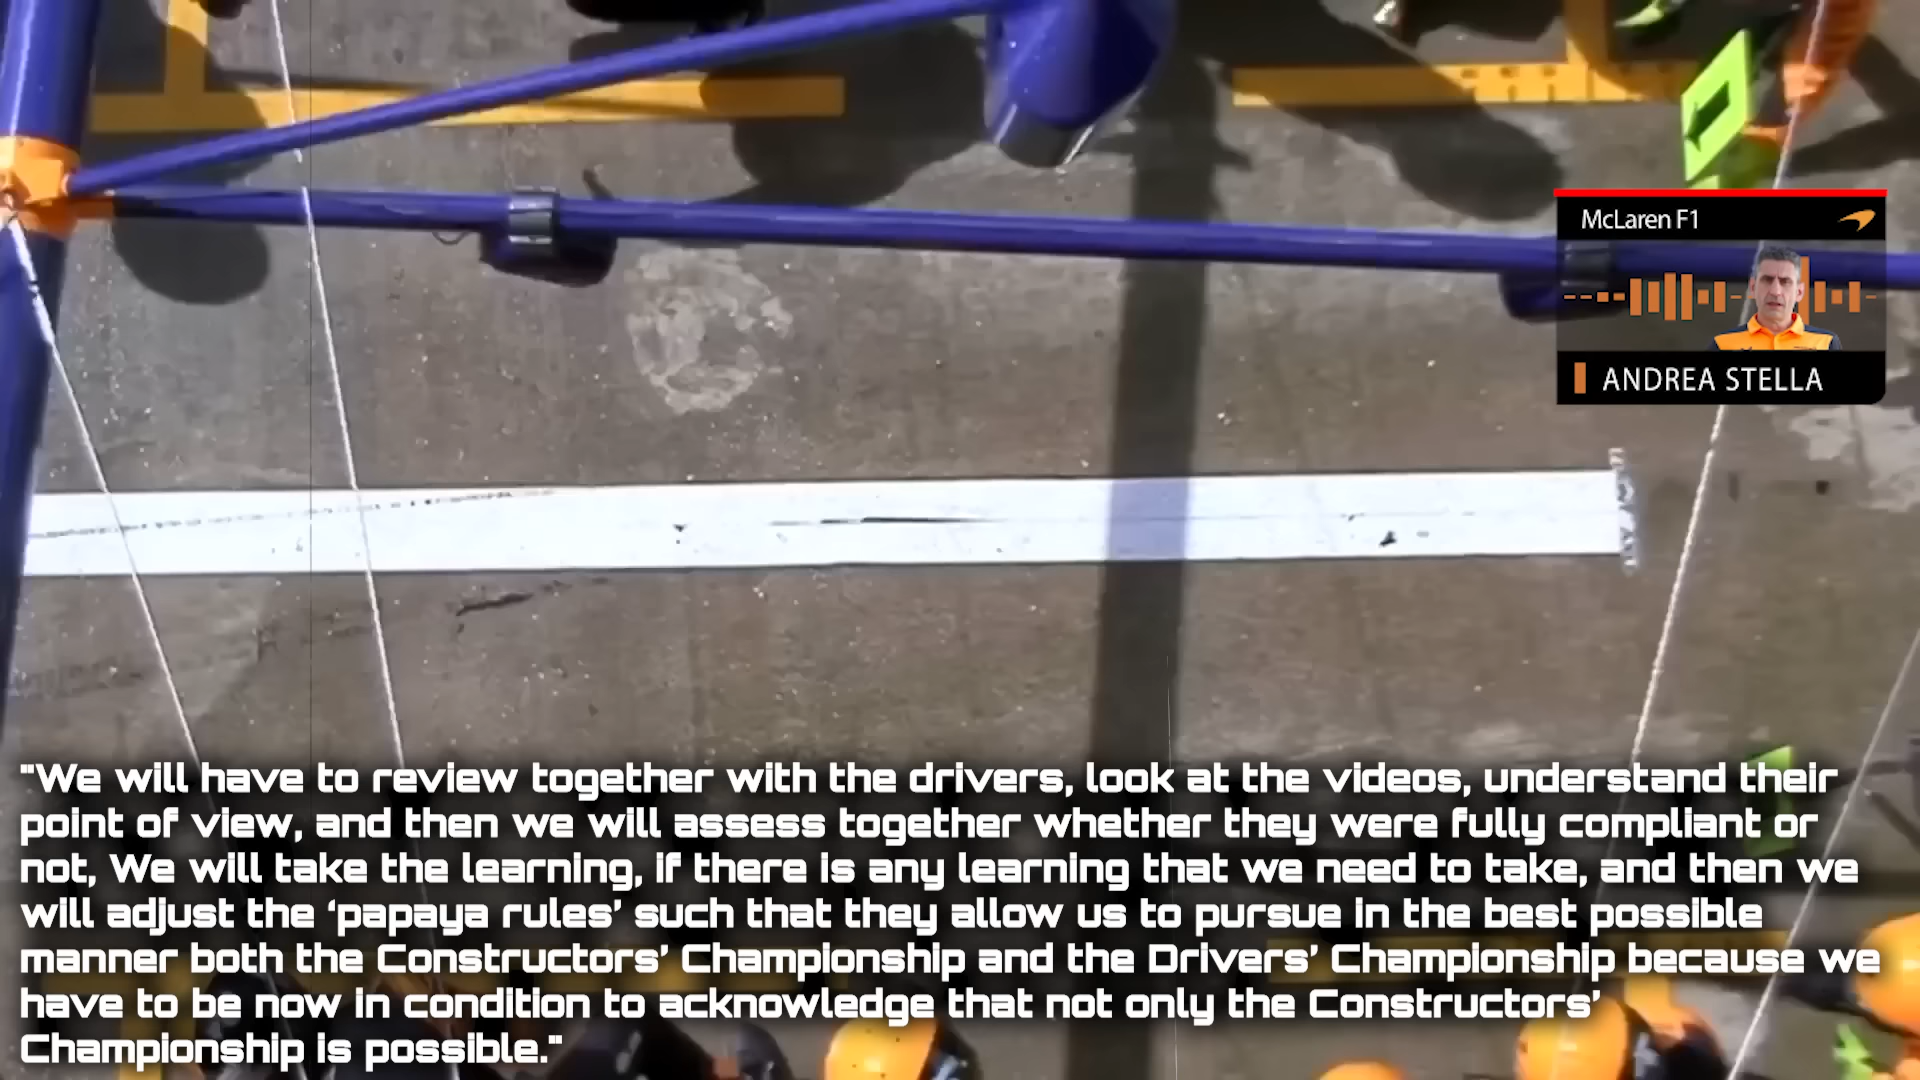 McLaren F1
ANDREA STELLA
"We will have to review together with the drivers, look at the videos, understand their
point of view, and then we will assess together whether they were fully compliant or
not, We will take the learning, if there is any learning that we need to take, and then we
will adjust the ‘papaya rules’ such that they allow us to pursue in the best possible
manner both the Constructors’ Championship and the Drivers’ Championship because we
have to be now in condition to acknowledge that not only the Constructors’
Championship is possible."